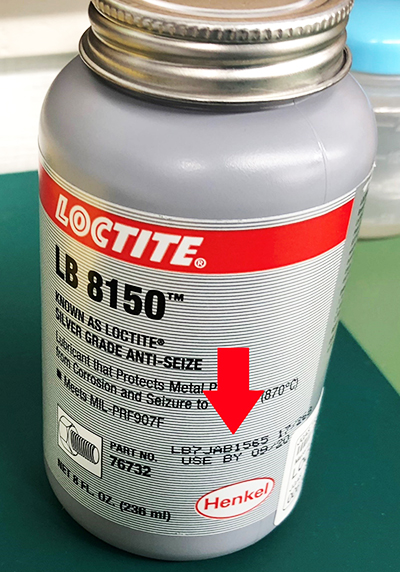 LOCTITE®
LB 8150™
KNOWN AS LOCTITE®
SILVER GRADE ANTI-SEIZE
Lubricant that Protects Metal
from Corrosion and Seizure to (870°C)
■ Meets MIL-PRF907F
PART NO.
76732
LB7JAB1565
USE BY 09/20
NET 8 FL. OZ. (236 ml)
Henkel